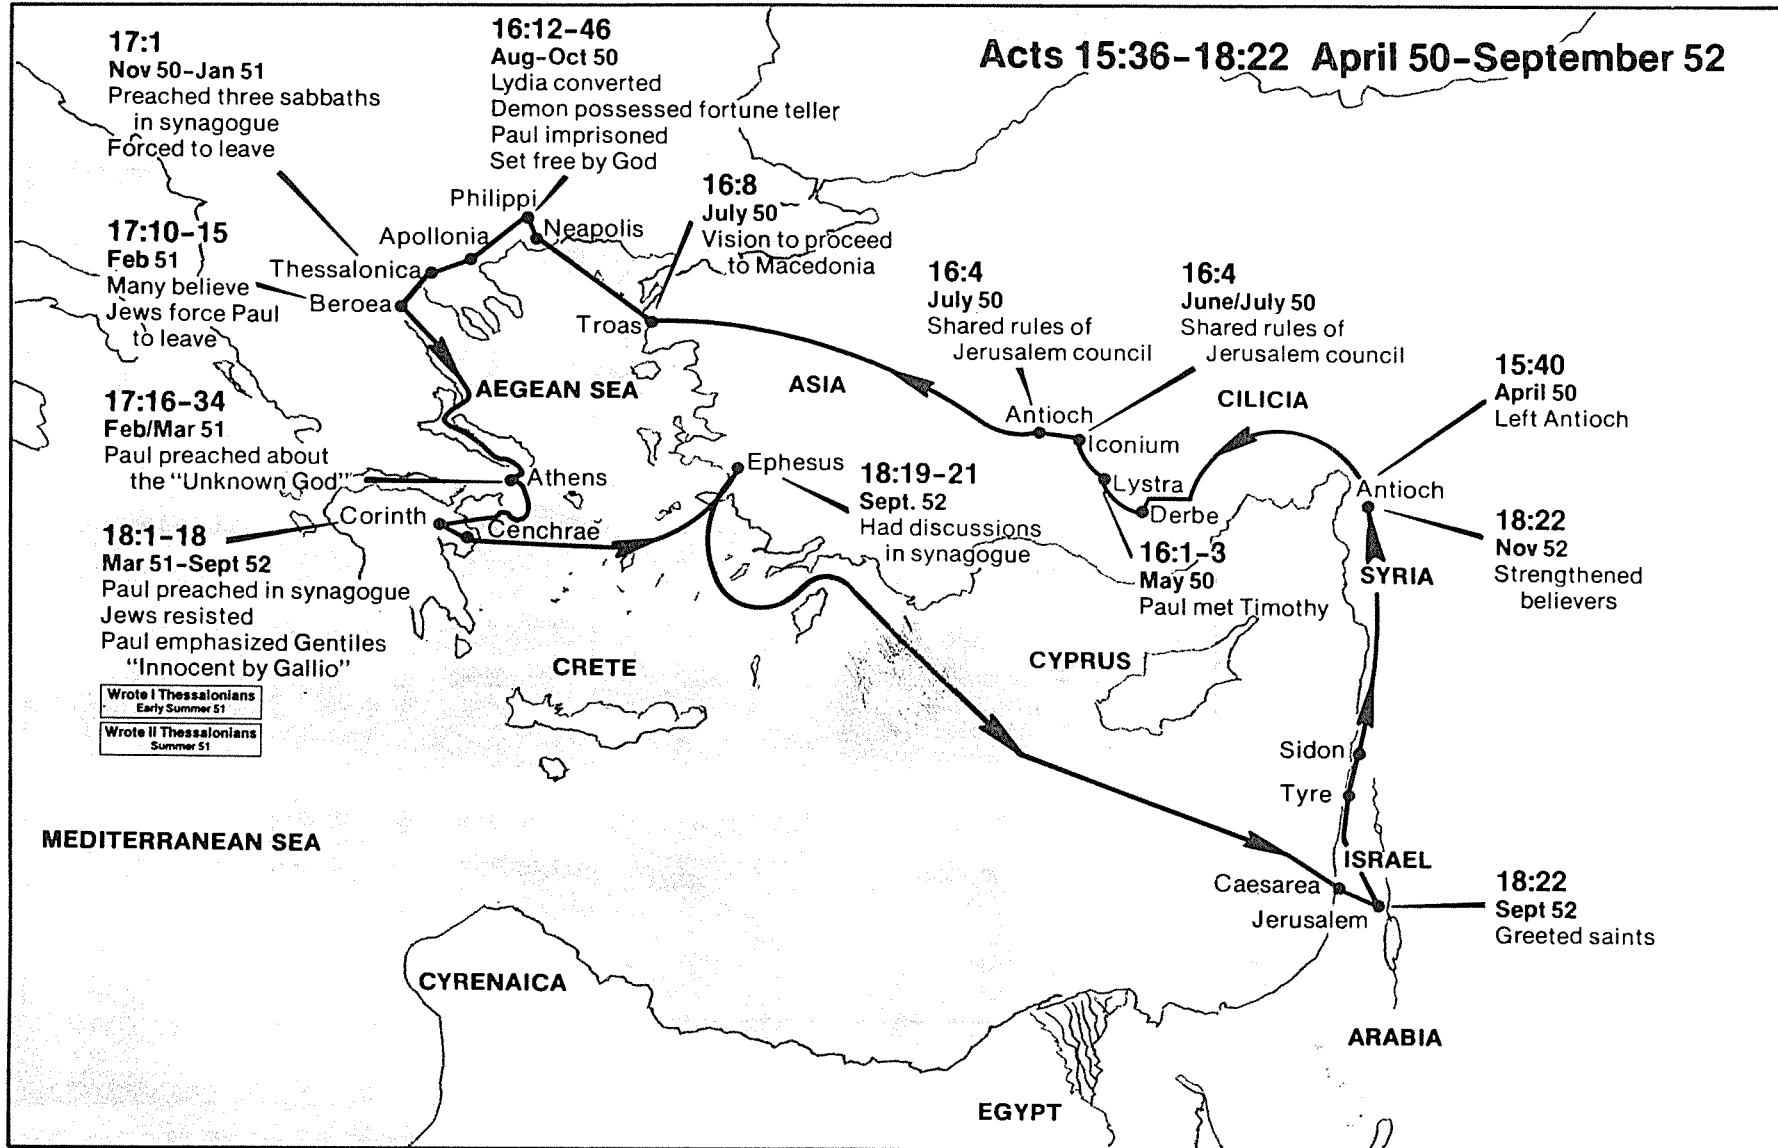 Acts 15:36-18:22 April 50-September 52
17:1
Nov 50-Jan 51
Preached three sabbaths
in synagogue
Forced to leave
16:12-46
Aug-Oct 50
Lydia converted
Demon possessed fortune teller
Paul imprisoned
Set free by God
16:8
July 50
Vision to proceed
to Macedonia
17:10-15
Feb 51
Many believe
Jews force Paul
to leave
Philippi
Neapolis
Apollonia
Thessalonica
Beroea
Troas
16:4
July 50
Shared rules of
Jerusalem council
16:4
June/July 50
Shared rules of
Jerusalem council
15:40
April 50
Left Antioch
AEGEAN SEA
ASIA
CILICIA
17:16-34
Feb/Mar 51
Paul preached about
the "Unknown God"
Antioch
Iconium
Lystra
Derbe
Antioch
Athens
Ephesus
18:19-21
Sept. 52
Had discussions
in synagogue
Corinth
Cenchrae
18:1-18
Mar 51-Sept 52
Paul preached in synagogue
Jews resisted
Paul emphasized Gentiles
"Innocent by Gallio"
Wrote I Thessalonians
Early Summer 51
Wrote II Thessalonians
Summer 51
16:1-3
May 50
Paul met Timothy
18:22
Nov 52
Strengthened
believers
SYRIA
CRETE
CYPRUS
Sidon
Tyre
MEDITERRANEAN SEA
ISRAEL
Caesarea
Jerusalem
18:22
Sept 52
Greeted saints
CYRENAICA
ARABIA
EGYPT